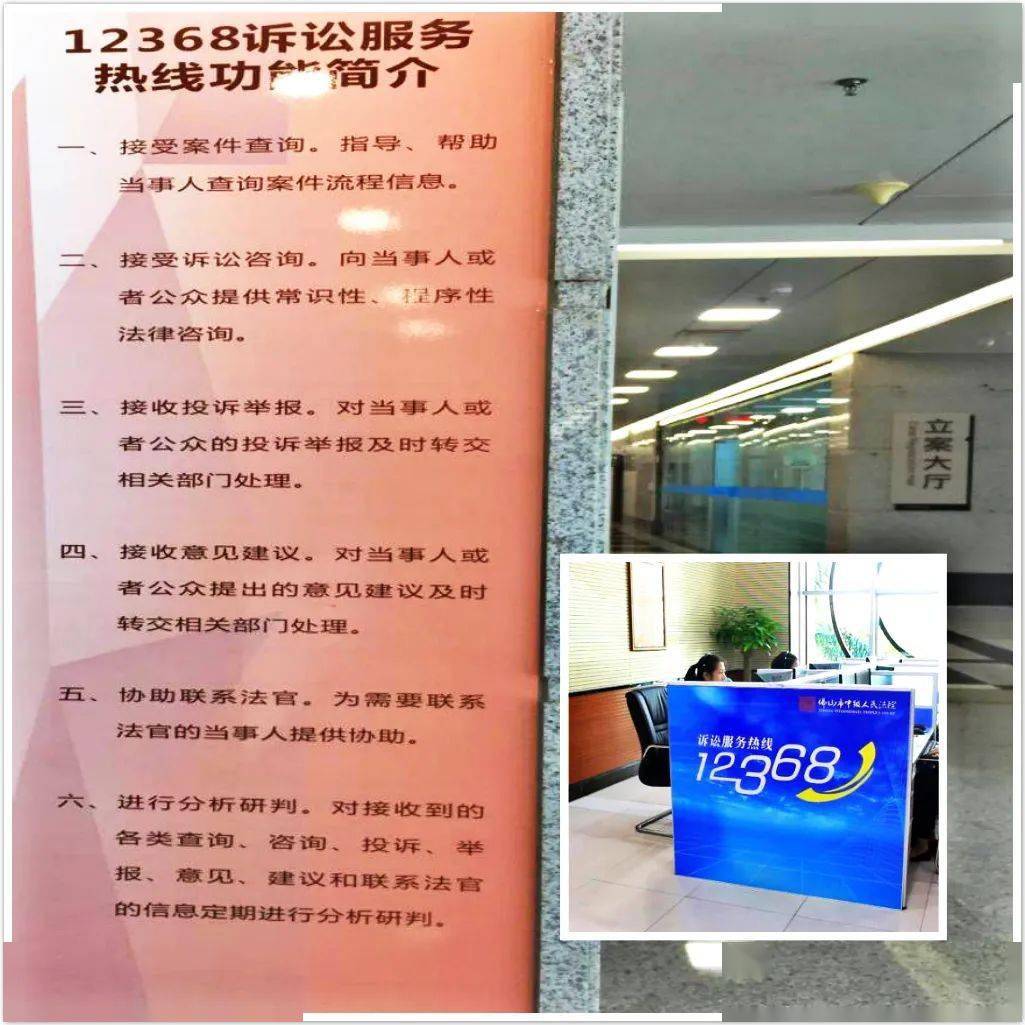 12368诉讼服务
热线功能简介
一、接受案件查询。指导、帮助
当事人查询案件流程信息。
二、接受诉讼咨询。向当事人或
者公众提供常识性、程序性
法律咨询。
三、接收投诉举报。对当事人或
者公众的投诉举报及时转交
相关部门处理。
四、接收意见建议。对当事人或
者公众提出的意见建议及时
转交相关部门处理。
五、协助联系法官。为需要联系
法官的当事人提供协助。
六、进行分析研判。对接收到的
各类查询、咨询、投诉、举
报、意见、建议和联系法官
的信息定期进行分析研判。
立案大厅
佛山市中级人民法院
诉讼服务热线
12368